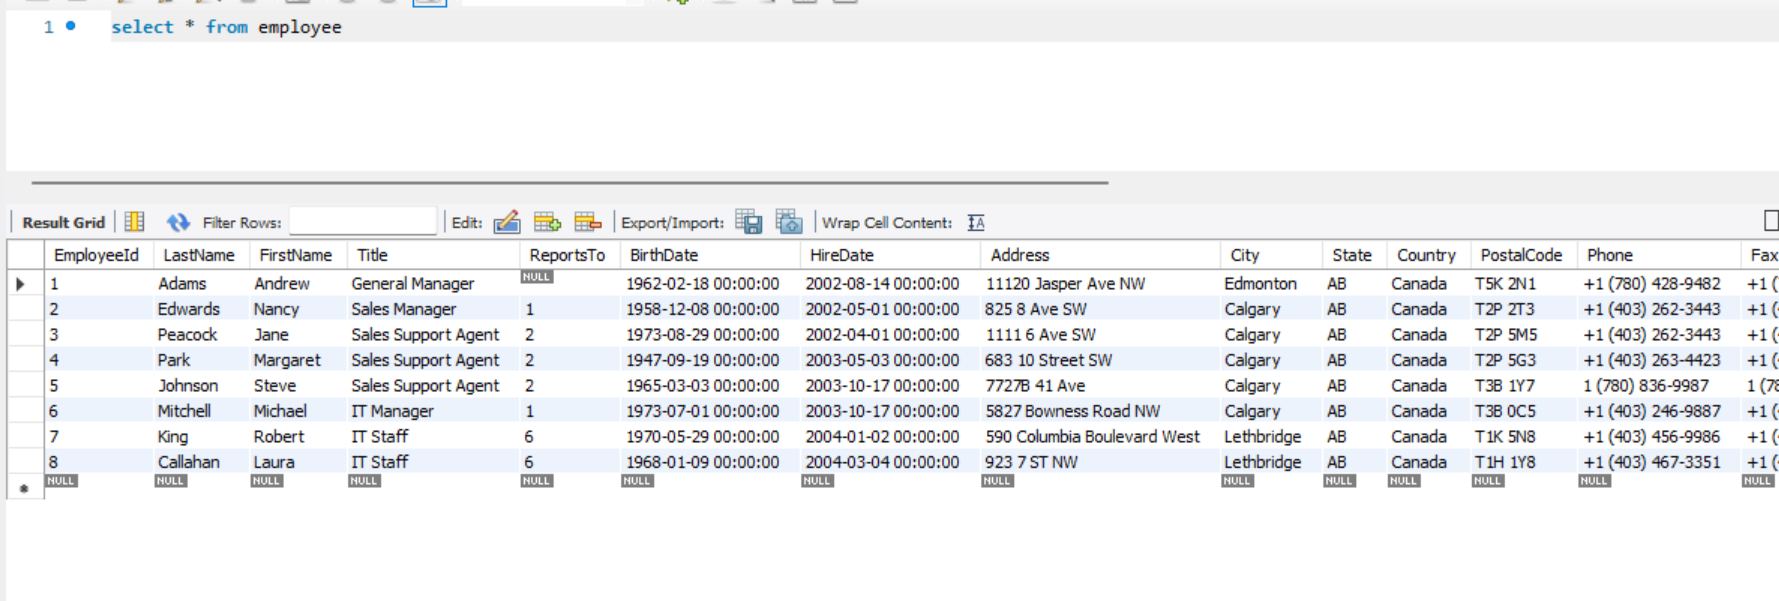 1 select * from employee
Result Grid Filter Rows: Edit: Export/Import: Wrap Cell Content:
EmployeeId LastName FirstName Title ReportsTo BirthDate HireDate Address City State Country PostalCode Phone Fax
1 Adams Andrew General Manager NULL 1962-02-18 00:00:00 2002-08-14 00:00:00 11120 Jasper Ave NW Edmonton AB Canada T5K 2N1 +1 (780) 428-9482 +1 (
2 Edwards Nancy Sales Manager 1 1958-12-08 00:00:00 2002-05-01 00:00:00 825 8 Ave SW Calgary AB Canada T2P 2T3 +1 (403) 262-3443 +1 (
3 Peacock Jane Sales Support Agent 2 1973-08-29 00:00:00 2002-04-01 00:00:00 1111 6 Ave SW Calgary AB Canada T2P 5M5 +1 (403) 262-3443 +1 (
4 Park Margaret Sales Support Agent 2 1947-09-19 00:00:00 2003-05-03 00:00:00 683 10 Street SW Calgary AB Canada T2P 5G3 +1 (403) 263-4423 +1 (
5 Johnson Steve Sales Support Agent 2 1965-03-03 00:00:00 2003-10-17 00:00:00 7727B 41 Ave Calgary AB Canada T3B 1Y7 1 (780) 836-9987 1 (78
6 Mitchell Michael IT Manager 1 1973-07-01 00:00:00 2003-10-17 00:00:00 5827 Bowness Road NW Calgary AB Canada T3B 0C5 +1 (403) 246-9887 +1 (
7 King Robert IT Staff 6 1970-05-29 00:00:00 2004-01-02 00:00:00 590 Columbia Boulevard West Lethbridge AB Canada T1K 5N8 +1 (403) 456-9986 +1 (
8 Callahan Laura IT Staff 6 1968-01-09 00:00:00 2004-03-04 00:00:00 923 7 ST NW Lethbridge AB Canada T1H 1Y8 +1 (403) 467-3351 +1 (
NULL NULL NULL NULL NULL NULL NULL NULL NULL NULL NULL NULL NULL NULL